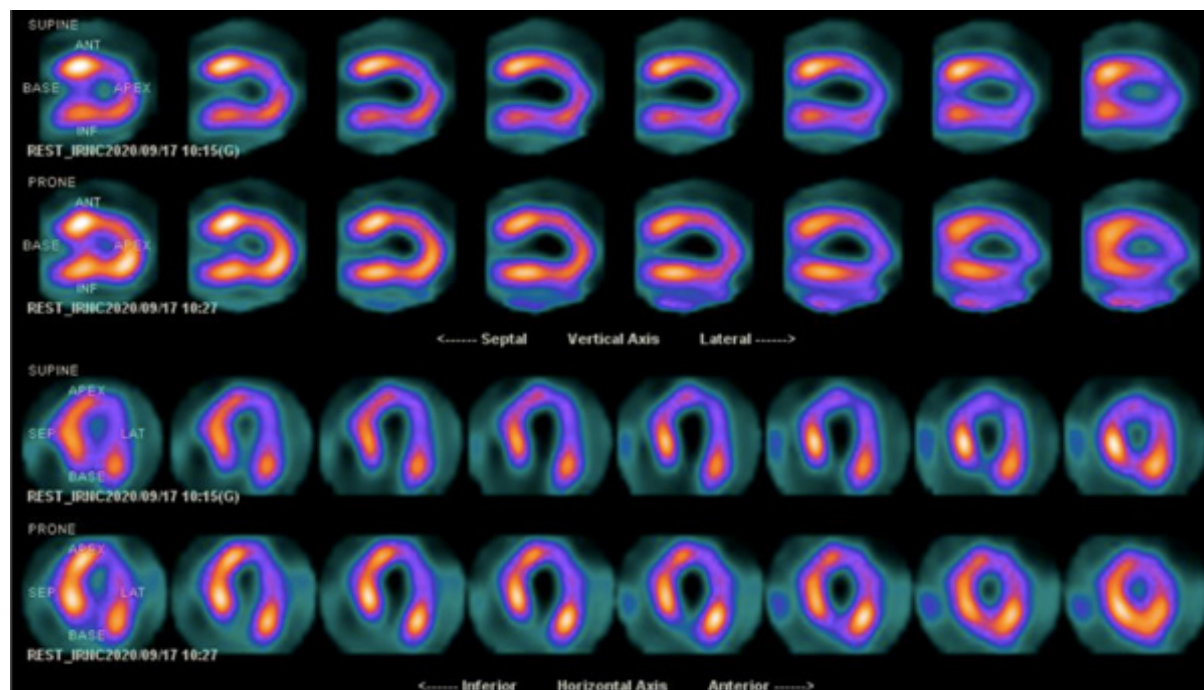 SUPINE
ANT
BASE
APEX
INF
REST_IRNC2020/09/17 10:15(G)
PRONE
ANT
BASE
APEX
INF
REST_IRNC2020/09/17 10:27
<------ Septal Vertical Axis Lateral ------>
SUPINE
APEX
SEP
LAT
BASE
REST_IRNC2020/09/17 10:15(G)
PRONE
APEX
SEP
LAT
BASE
REST_IRNC2020/09/17 10:27
<------ Inferior Horizontal Axis Anterior ------>